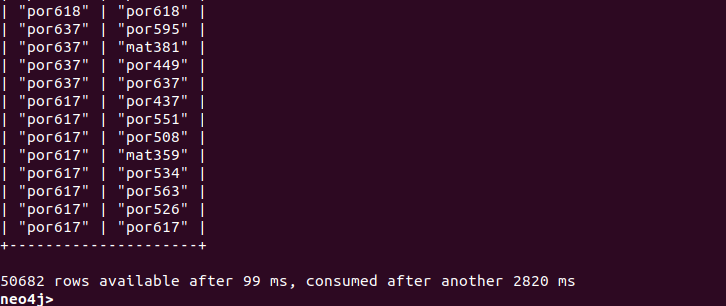 | "por618" | "por618" |
| "por637" | "por595" |
| "por637" | "mat381" |
| "por637" | "por449" |
| "por637" | "por637" |
| "por617" | "por437" |
| "por617" | "por551" |
| "por617" | "por508" |
| "por617" | "mat359" |
| "por617" | "por534" |
| "por617" | "por563" |
| "por617" | "por526" |
| "por617" | "por617" |
+---------------------+
50682 rows available after 99 ms, consumed after another 2820 ms
neo4j>